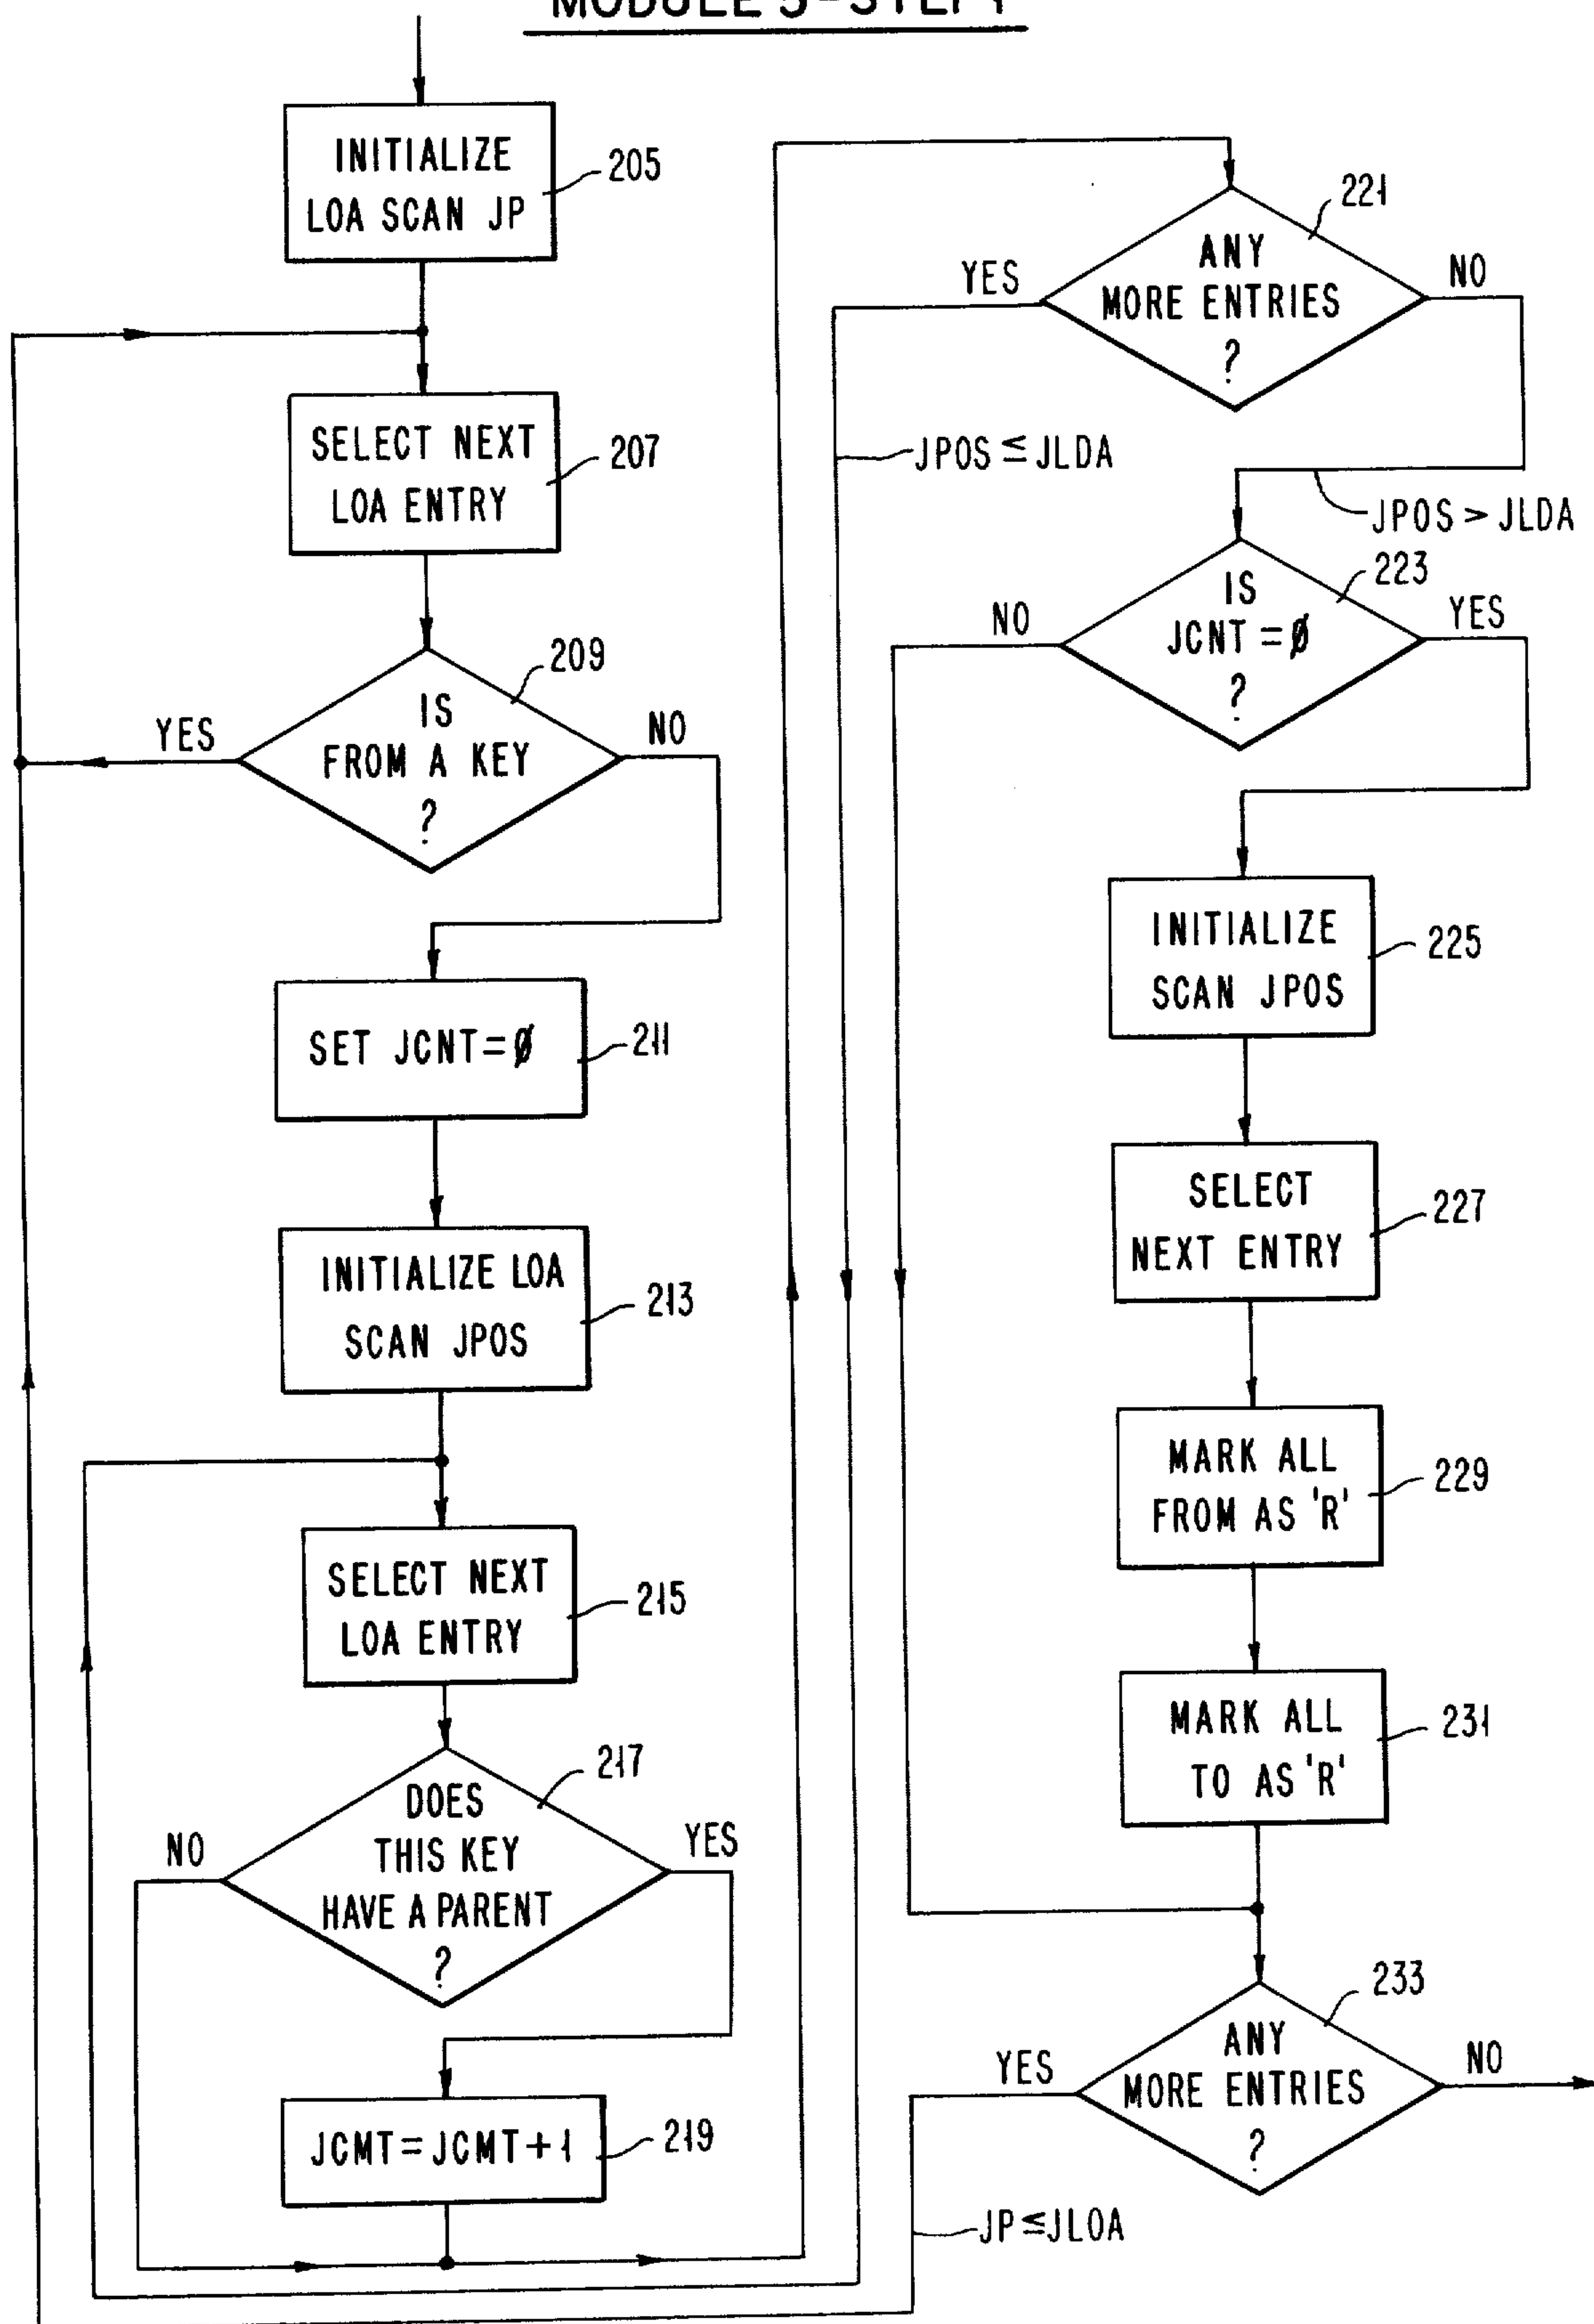 MODULE 5-STEP 1
INITIALIZE
LOA SCAN JP
205
SELECT NEXT
LOA ENTRY
207
IS
FROM A KEY
?
209
YES
NO
SET JCNT=Ø
211
INITIALIZE LOA
SCAN JPOS
213
SELECT NEXT
LOA ENTRY
215
DOES
THIS KEY
HAVE A PARENT
?
217
NO
YES
JCMT=JCMT+1
219
ANY
MORE ENTRIES
?
221
YES
NO
JPOS ≤ JLDA
JPOS > JLDA
IS
JCNT =Ø
?
223
NO
YES
INITIALIZE
SCAN JPOS
225
SELECT
NEXT ENTRY
227
MARK ALL
FROM AS 'R'
229
MARK ALL
TO AS 'R'
231
ANY
MORE ENTRIES
?
233
YES
NO
JP≤JLOA